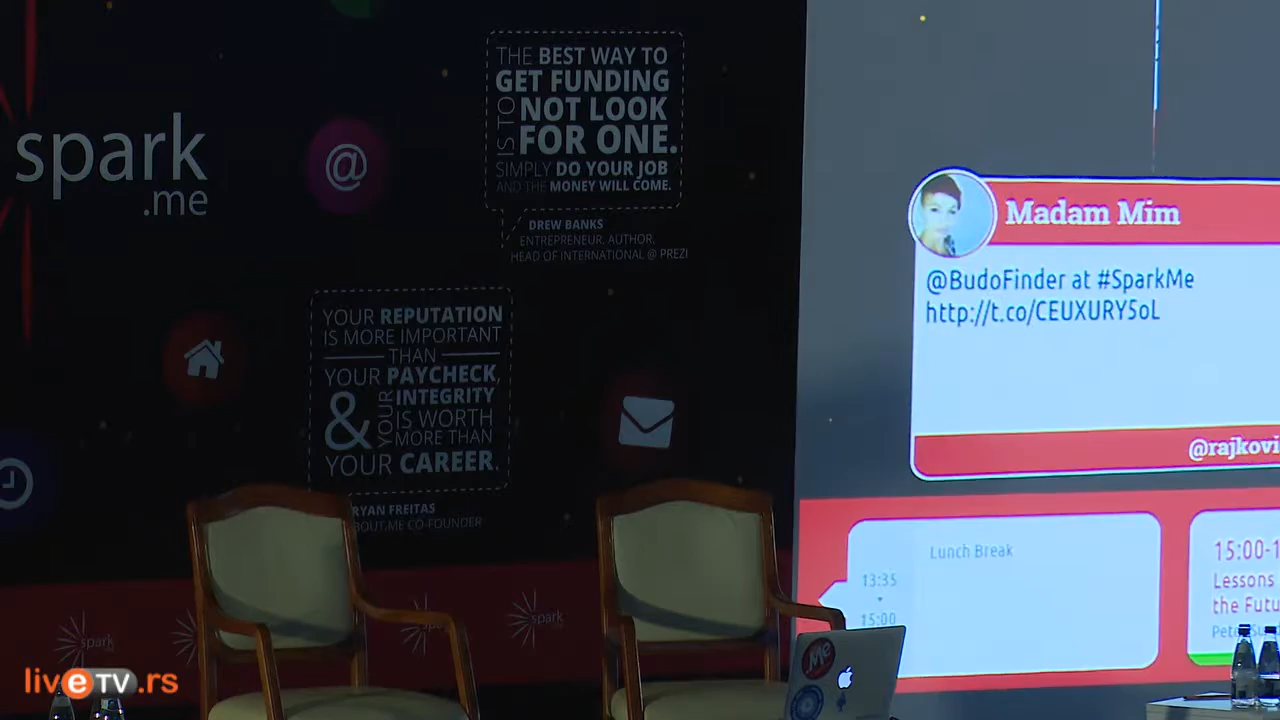 spark
.me
@
THE BEST WAY TO
GET FUNDING
IS TO NOT LOOK
FOR ONE.
SIMPLY DO YOUR JOB
AND THE MONEY WILL COME.
DREW BANKS
ENTREPRENEUR. AUTHOR.
HEAD OF INTERNATIONAL @ PREZI
YOUR REPUTATION
IS MORE IMPORTANT
THAN
YOUR PAYCHECK,
& YOUR INTEGRITY
IS WORTH
MORE THAN
YOUR CAREER.
RYAN FREITAS
BOUT.ME CO-FOUNDER
Madam Mim
@BudoFinder at #SparkMe
http://t.co/CEUXURY5oL
@rajkovi
Lunch Break
13:35
15:00
15:00-1
Lessons
the Futu
Peter
spark
spark
spark
Me
liveTV.rs